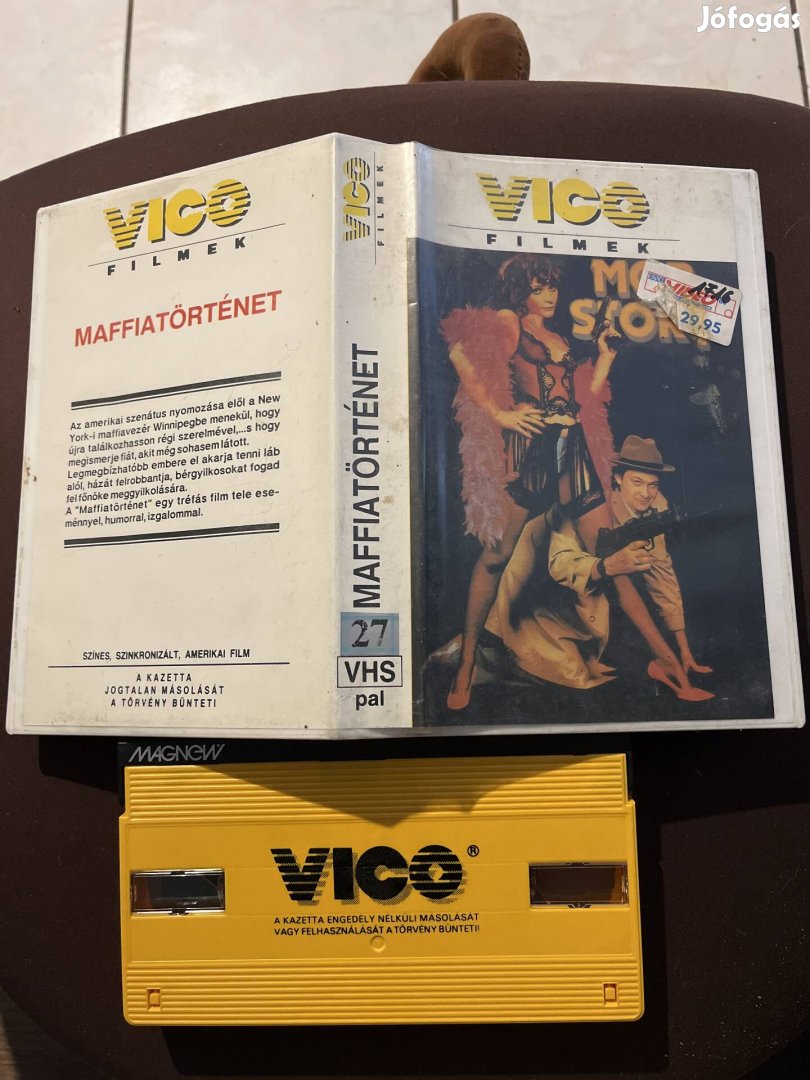 Jófogás
VICO
FILMEK
MAFFIATÖRTÉNET
Az amerikai szenátus nyomozása elől a New
York-i maffiavezér Winnipegbe menekül, hogy
újra találkozhasson régi szerelmével,...s hogy
megismerje fiát, akit még sohasem látott.
Legmegbízhatóbb embere el akarja tenni láb
alól, házát felrobbantja, bérgyilkosokat fogad
fel főnöke meggyilkolására.
A "Maffiatörténet" egy tréfás film tele ese-
ménnyel, humorral, izgalommal.
SZÍNES, SZINKRONIZÁLT, AMERIKAI FILM
A KAZETTA
JOGTALAN MÁSOLÁSÁT
A TÖRVÉNY BÜNTETI
VICO
FILMEK
MAFFIATÖRTÉNET
27
VHS
pal
VICO
FILMEK
MOB
STORY
VIDEO
29,95
MAGNEW
VICO®
A KAZETTA ENGEDÉLY NÉLKÜLI MÁSOLÁSÁT
VAGY FELHASZNÁLÁSÁT A TÖRVÉNY BÜNTETI!